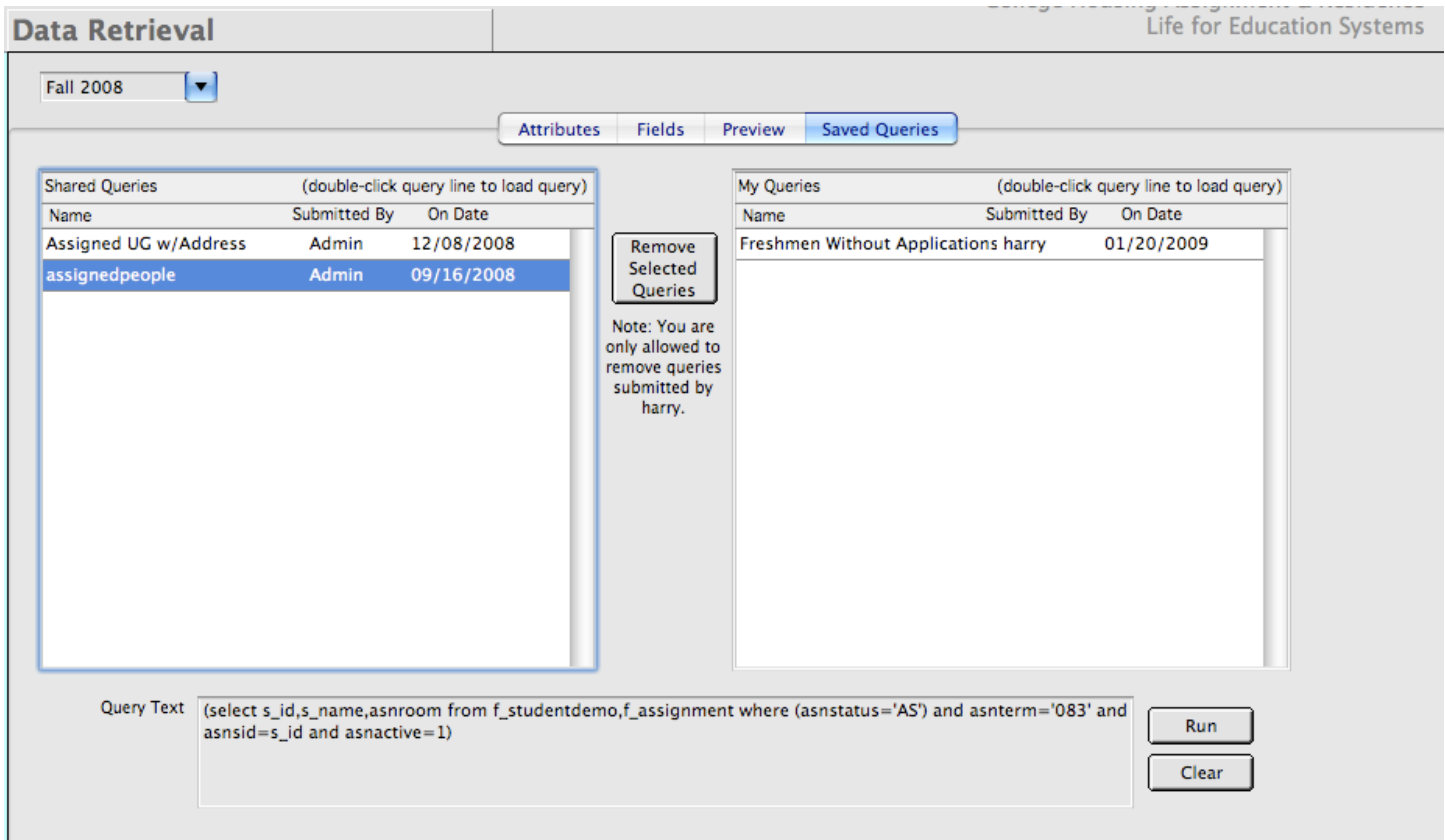 Data Retrieval
Life for Education Systems
Fall 2008
Attributes Fields Preview Saved Queries
Shared Queries (double-click query line to load query)
Name Submitted By On Date
Assigned UG w/Address Admin 12/08/2008
assignedpeople Admin 09/16/2008
Remove
Selected
Queries
Note: You are
only allowed to
remove queries
submitted by
harry.
My Queries (double-click query line to load query)
Name Submitted By On Date
Freshmen Without Applications harry 01/20/2009
Query Text
(select s_id,s_name,asnroom from f_studentdemo,f_assignment where (asnstatus='AS') and asnterm='083' and
asnsid=s_id and asnactive=1)
Run
Clear